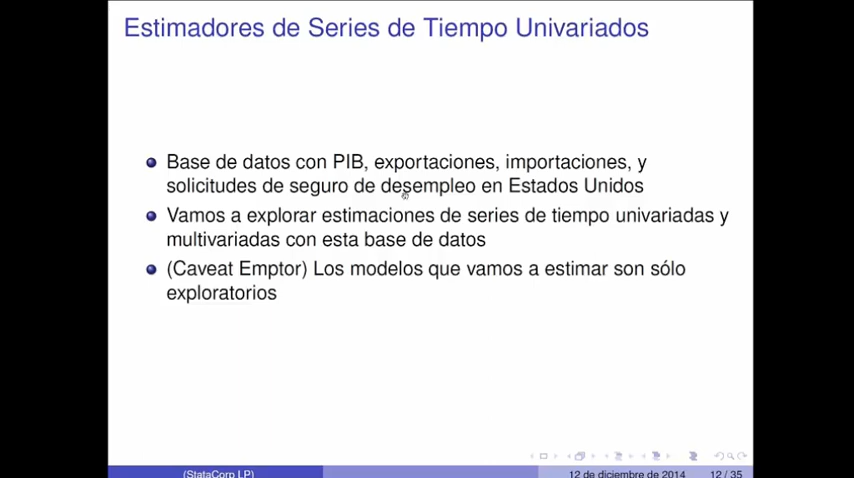 Estimadores de Series de Tiempo Univariados
Base de datos con PIB, exportaciones, importaciones, y
solicitudes de seguro de desempleo en Estados Unidos
Vamos a explorar estimaciones de series de tiempo univariadas y
multivariadas con esta base de datos
(Caveat Emptor) Los modelos que vamos a estimar son sólo
exploratorios
(StataCorp LP)
12 de diciembre de 2014
12 / 35